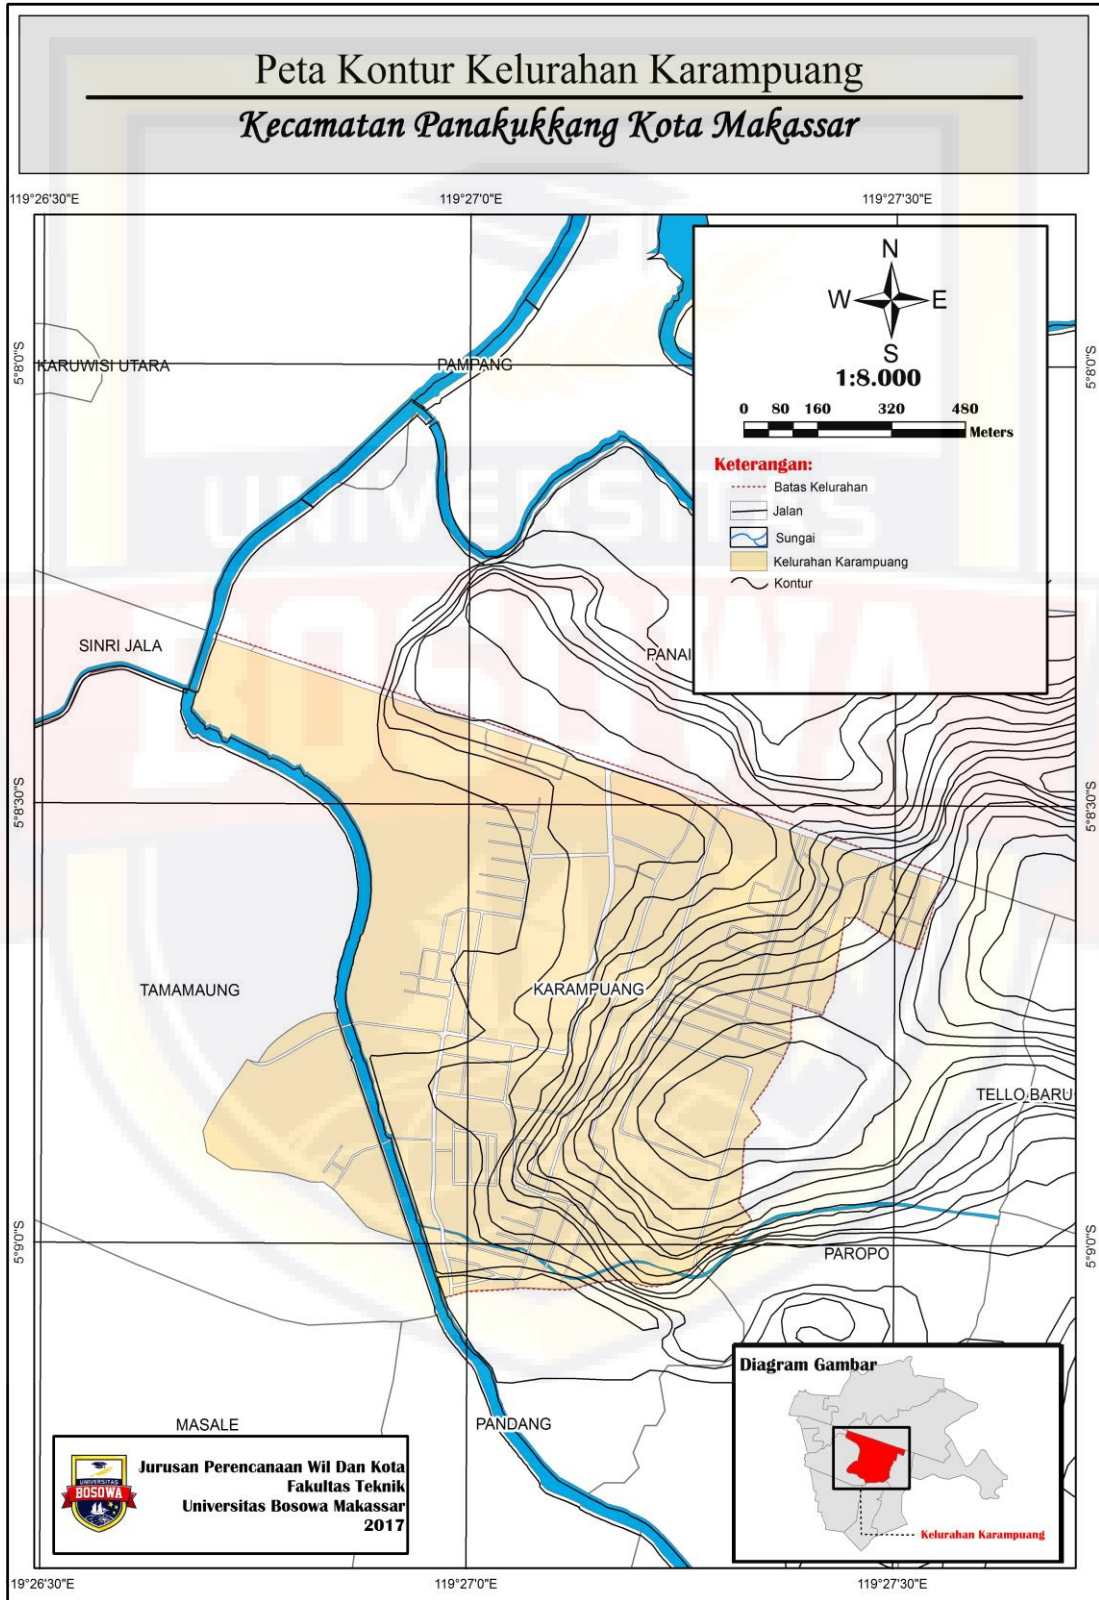 Peta Kontur Kelurahan Karampuang
Kecamatan Panakukkang Kota Makassar
119°26'30"E
119°27'0"E
119°27'30"E
N
W
E
S
1:8.000
0 80 160 320 480
Meters
Keterangan:
Batas Kelurahan
Jalan
Sungai
Kelurahan Karampuang
Kontur
5°8'0"S
5°8'0"S
KARUWISI UTARA
PAMPANG
SINRI JALA
PANAI
5°8'30"S
5°8'30"S
TAMAMAUNG
KARAMPUANG
TELLO BARU
5°9'0"S
5°9'0"S
PAROPO
MASALE
PANDANG
UNIVERSITAS
BOSOWA
UNIVERSITAS
BOSOWA
Jurusan Perencanaan Wil Dan Kota
Fakultas Teknik
Universitas Bosowa Makassar
2017
Diagram Gambar
Kelurahan Karampuang
19°26'30"E
119°27'0"E
119°27'30"E